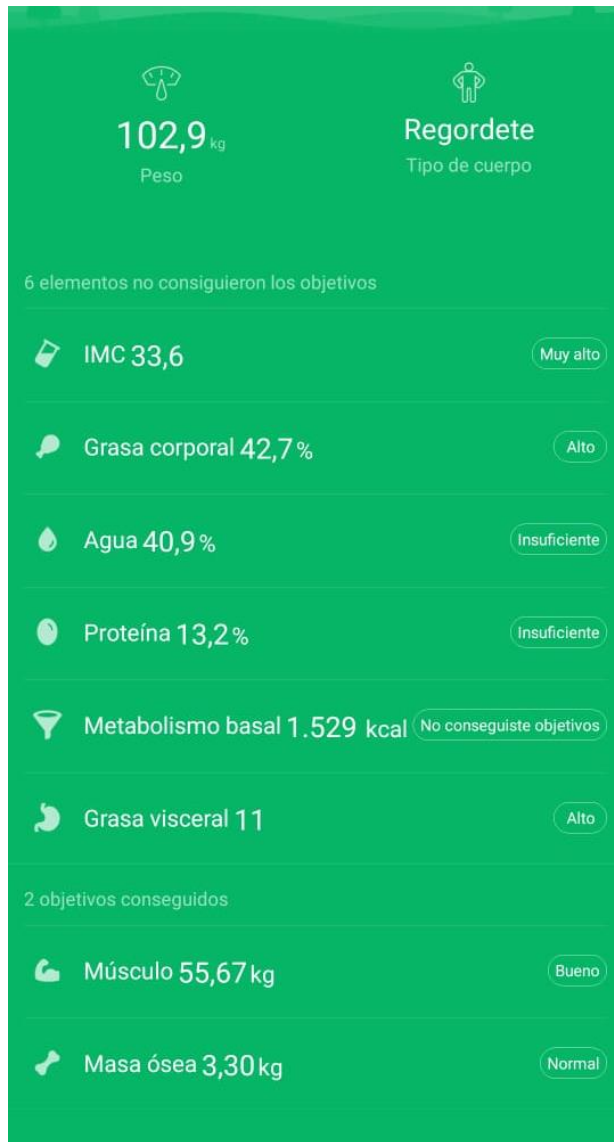 102,9 kg
Peso
Regordete
Tipo de cuerpo
6 elementos no consiguieron los objetivos
IMC 33,6 Muy alto
Grasa corporal 42,7 % Alto
Agua 40,9 % Insuficiente
Proteína 13,2 % Insuficiente
Metabolismo basal 1.529 kcal No conseguiste objetivos
Grasa visceral 11 Alto
2 objetivos conseguidos
Músculo 55,67 kg Bueno
Masa ósea 3,30 kg Normal